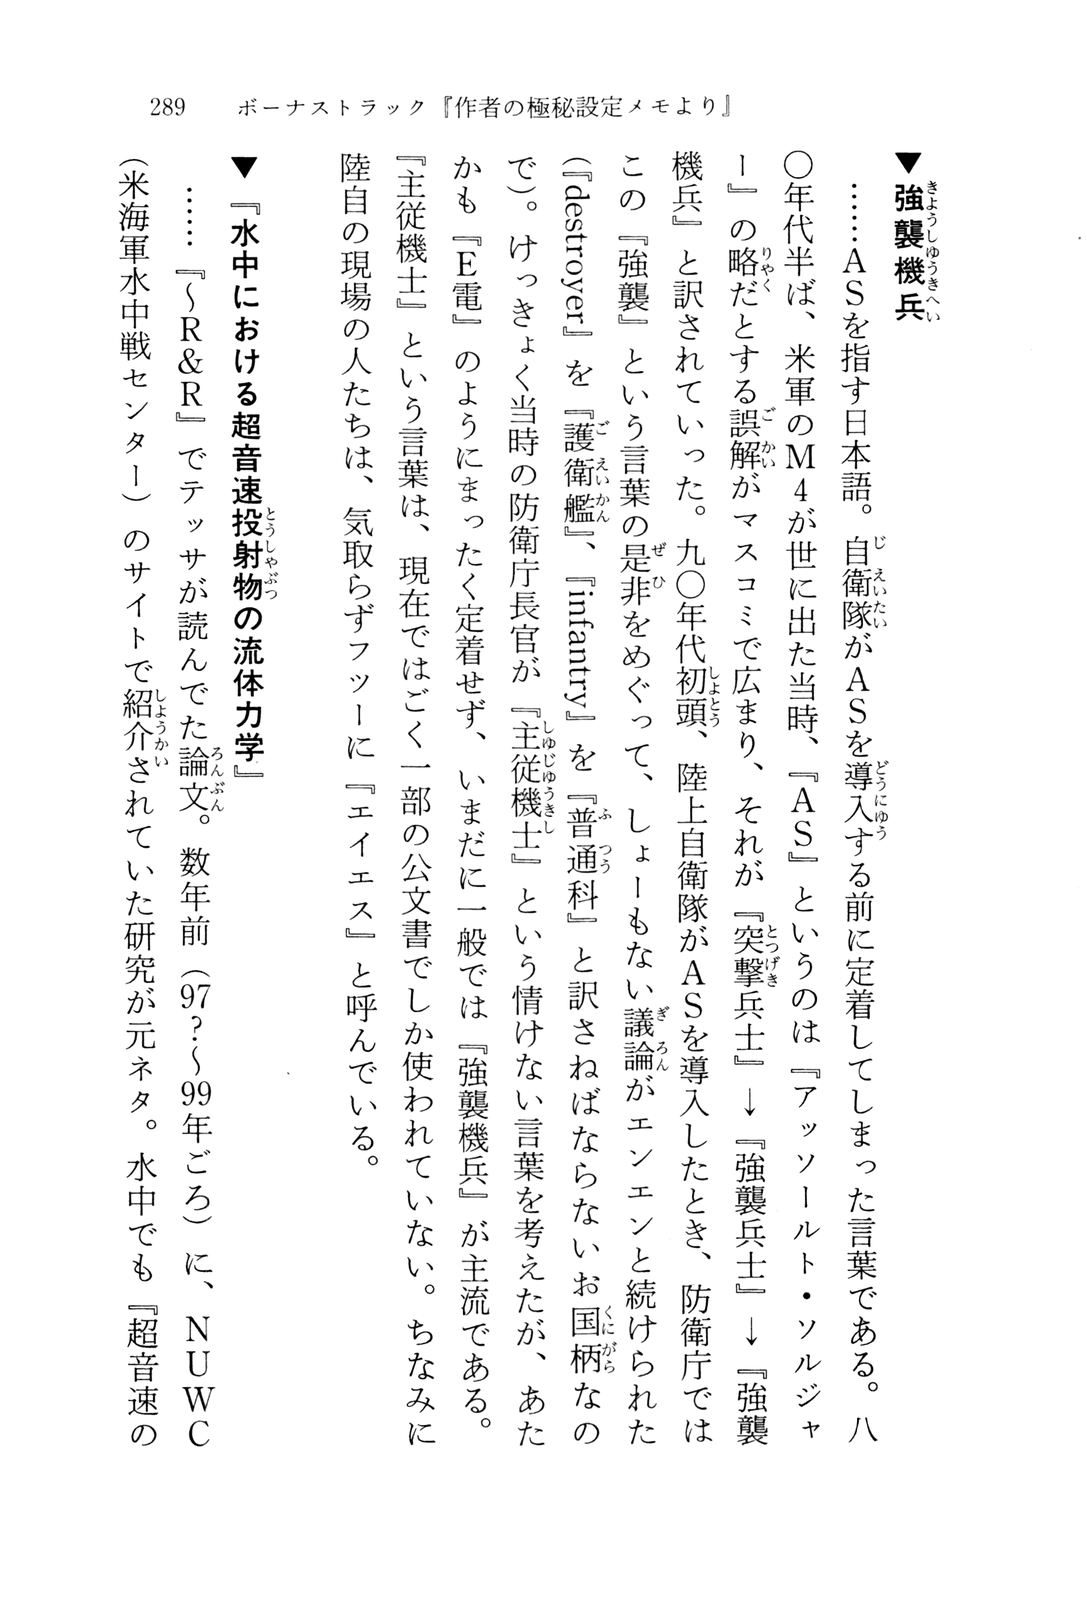 289　ボーナストラック『作者の極秘設定メモより』
▼強襲機兵
……ＡＳを指す日本語。自衛隊がＡＳを導入する前に定着してしまった言葉である。八
〇年代半ば、米軍のＭ４が世に出た当時、『ＡＳ』というのは『アッソールト・ソルジャ
ー』の略だとする誤解がマスコミで広まり、それが『突撃兵士』→『強襲兵士』→『強襲
機兵』と訳されていった。九〇年代初頭、陸上自衛隊がＡＳを導入したとき、防衛庁では
この『強襲』という言葉の是非をめぐって、しょーもない議論がエンエンと続けられた
（『destroyer』を『護衛艦』、『infantry』を『普通科』と訳さねばならないお国柄なの
で）。けっきょく当時の防衛庁長官が『主従機士』という情けない言葉を考えたが、あた
かも『Ｅ電』のようにまったく定着せず、いまだに一般では『強襲機兵』が主流である。
『主従機士』という言葉は、現在ではごく一部の公文書でしか使われていない。ちなみに
陸自の現場の人たちは、気取らずフツーに『エイエス』と呼んでいる。
▼『水中における超音速投射物の流体力学』
……『～Ｒ＆Ｒ』でテッサが読んでた論文。数年前（97？～99年ごろ）に、ＮＵＷＣ
（米海軍水中戦センター）のサイトで紹介されていた研究が元ネタ。水中でも『超音速の